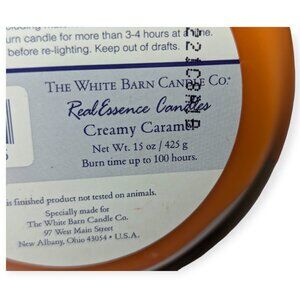 burn candle for more than 3-4 hours at a time.
before re-lighting. Keep out of drafts.
THE WHITE BARN CANDLE CO.®
RealEssence Candles
Creamy Caramel
Net Wt. 15 oz / 425 g
Burn time up to 100 hours.
is finished product not tested on animals.
Specially made for
The White Barn Candle Co.
97 West Main Street
New Albany, Ohio 43054 • U.S.A.